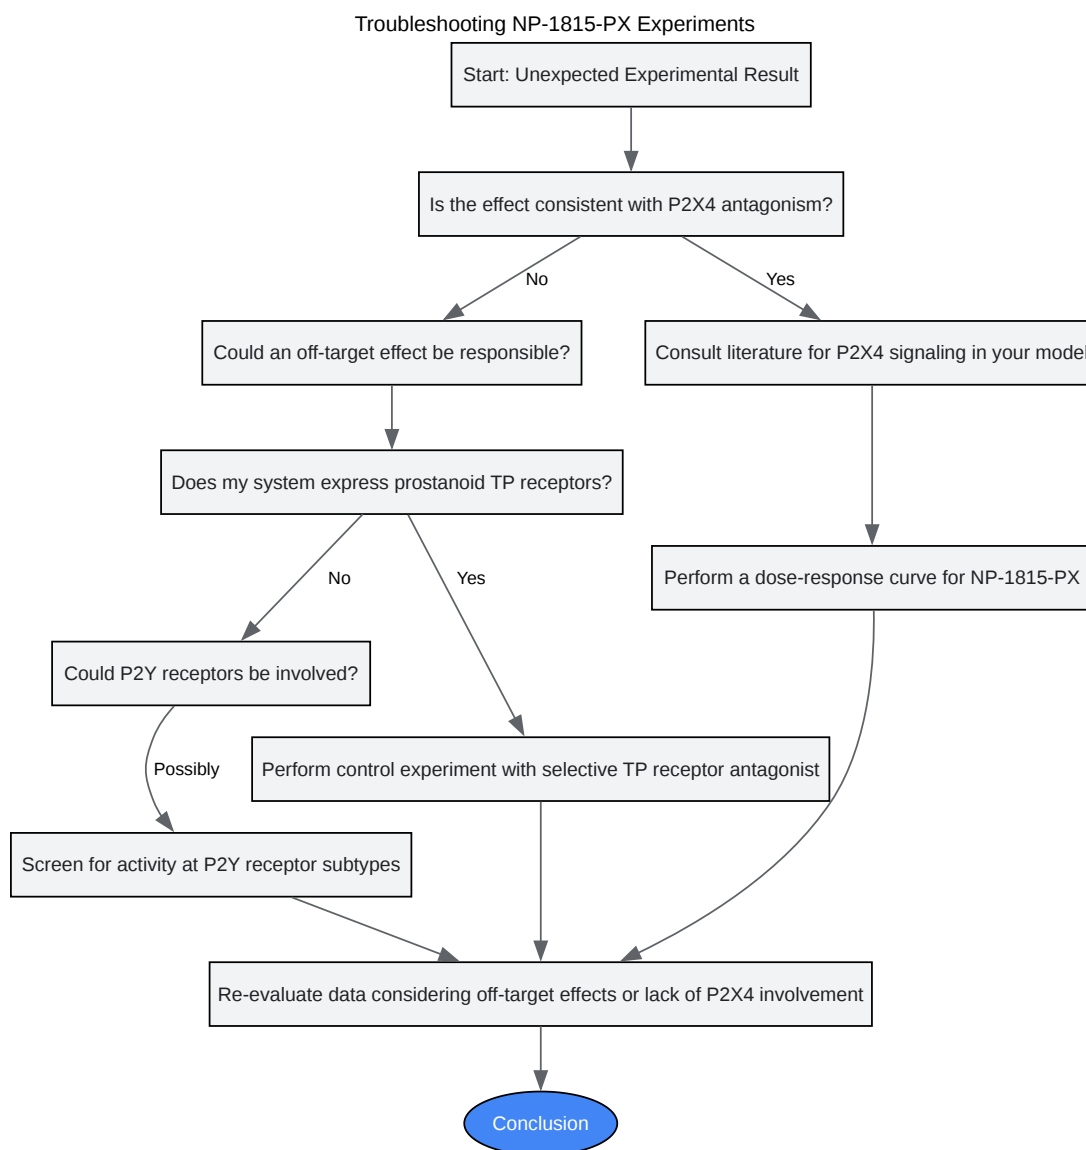 Troubleshooting NP-1815-PX Experiments
Start: Unexpected Experimental Result
Is the effect consistent with P2X4 antagonism?
No
Yes
Could an off-target effect be responsible?
Consult literature for P2X4 signaling in your model
Does my system express prostanoid TP receptors?
Perform a dose-response curve for NP-1815-PX
No
Yes
Could P2Y receptors be involved?
Perform control experiment with selective TP receptor antagonist
Possibly
Screen for activity at P2Y receptor subtypes
Re-evaluate data considering off-target effects or lack of P2X4 involvement
Conclusion